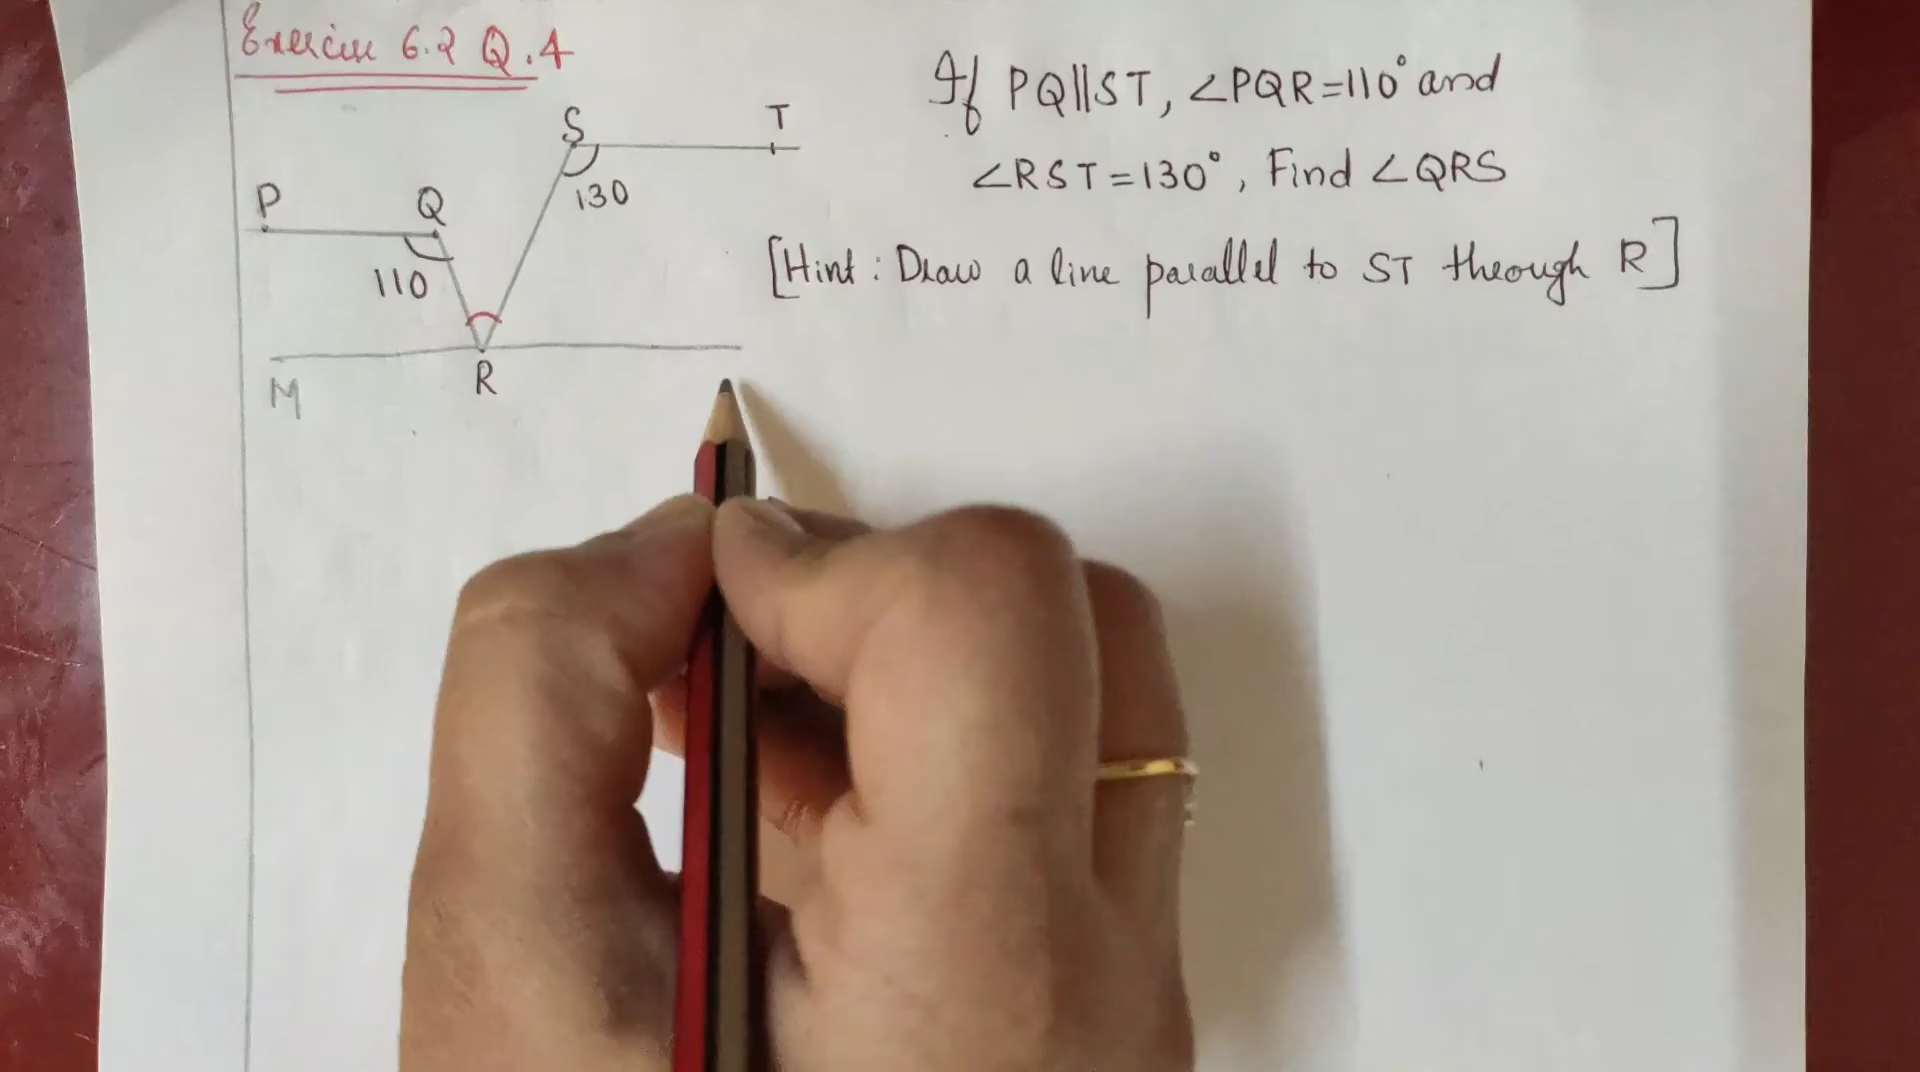 Exercise 6.2 Q.4
If PQ||ST, ∠PQR=110° and
∠RST=130°, Find ∠QRS
[Hint: Draw a line parallel to ST through R]
S
T
130
P
Q
110
R
M